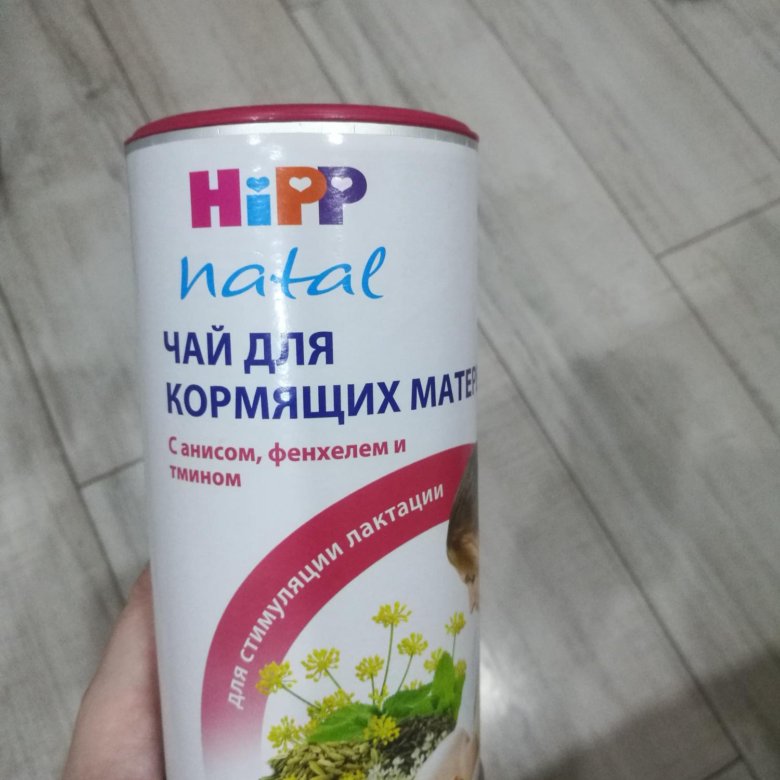 HiPP
natal
ЧАЙ ДЛЯ
КОРМЯЩИХ МАТЕР
С анисом, фенхелем и
тмином
для стимуляции лактации